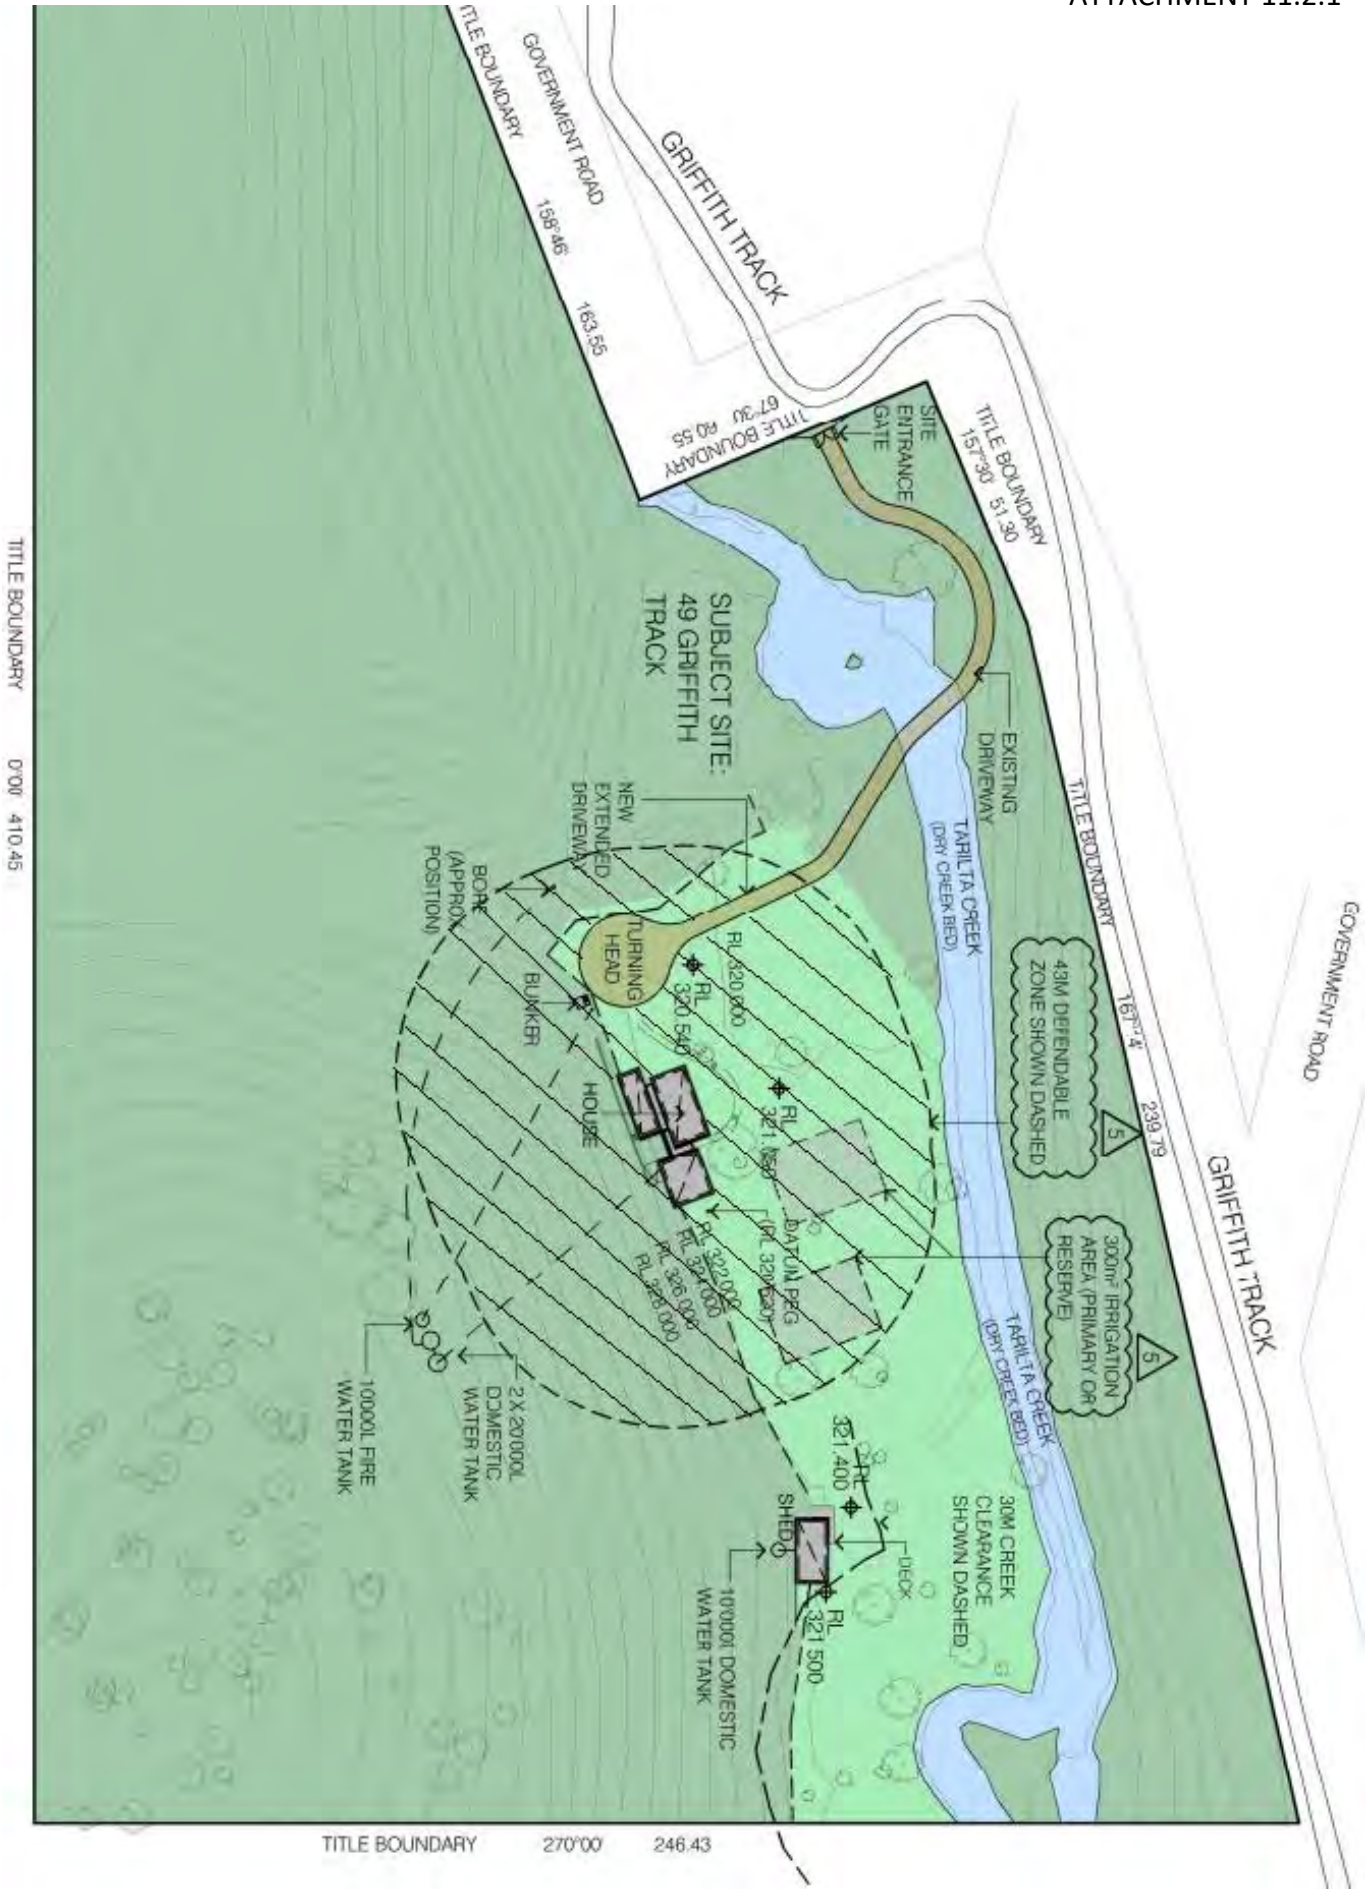 ATTACHMENT 11.2.1
TITLE BOUNDARY
158°46'
163.55
GOVERNMENT ROAD
GRIFFITH TRACK
TITLE BOUNDARY
67°30'
TITLE BOUNDARY
157°30' 51.30
SITE
ENTRANCE
GATE
SUBJECT SITE:
49 GRIFFITH
TRACK
EXISTING
DRIVEWAY
TITLE BOUNDARY
239.79
GOVERNMENT ROAD
GRIFFITH TRACK
TARILTA CREEK
(DRY CREEK BED)
43M DEFENDABLE
ZONE SHOWN DASHED
5
300m² IRRIGATION
AREA (PRIMARY OR
RESERVE)
5
TARILTA CREEK
(DRY CREEK BED)
NEW
EXTENDED
DRIVEWAY
BORE
(APPROX
POSITION)
TURNING
HEAD
BUNKER
HOUSE
RL 320.000
RL
320.540
RL
DATUM PEG
RL 322.000
RL 324.000
RL 326.000
RL 328.000
2 X 20'000L
DOMESTIC
WATER TANK
10'000L FIRE
WATER TANK
RL
321.400
SHED
DECK
30M CREEK
CLEARANCE
SHOWN DASHED
RL
321.500
10'000L DOMESTIC
WATER TANK
TITLE BOUNDARY 0°00' 410.45
TITLE BOUNDARY 270°00' 246.43